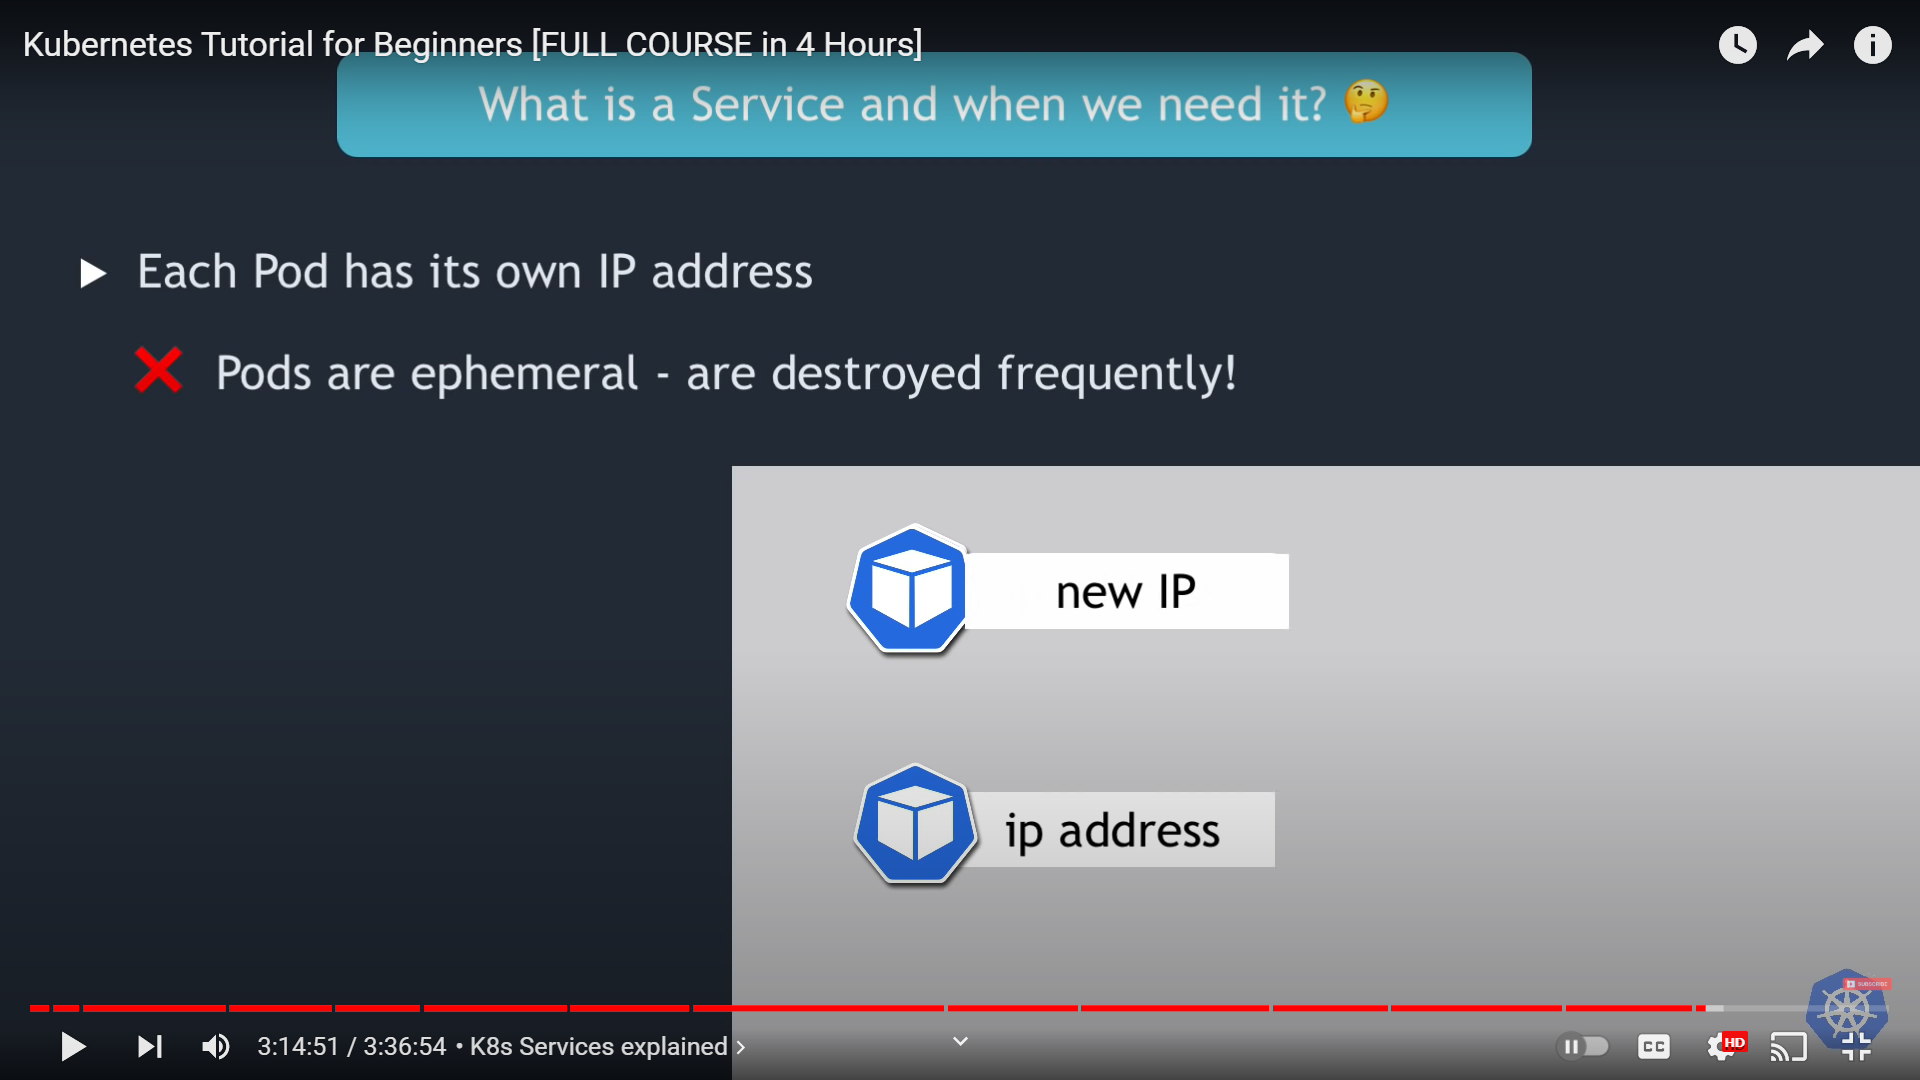 Kubernetes Tutorial for Beginners [FULL COURSE in 4 Hours]
What is a Service and when we need it? 🤔
Each Pod has its own IP address
Pods are ephemeral - are destroyed frequently!
new IP
ip address
SUBSCRIBE
3:14:51 / 3:36:54 • K8s Services explained
CC
HD